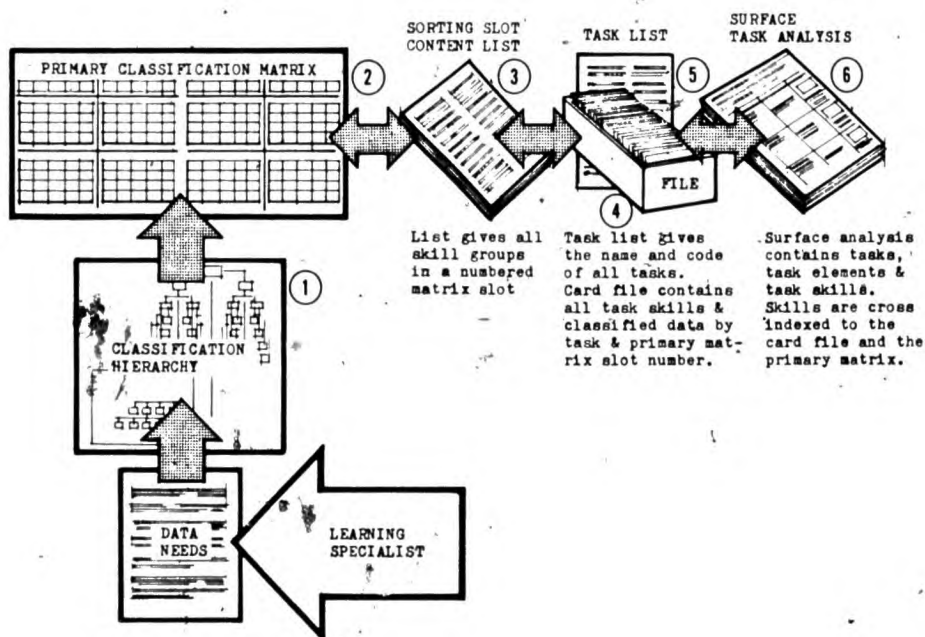 SORTING SLOT
CONTENT LIST
TASK LIST
SURFACE
TASK ANALYSIS
PRIMARY CLASSIFICATION MATRIX
2
3
5
6
FILE
4
List gives all
skill groups
in a numbered
matrix slot
Task list gives
the name and code
of all tasks.
Card file contains
all task skills &
classified data by
task & primary mat-
rix slot number.
Surface analysis
contains tasks,
task elements &
task skills.
Skills are cross
indexed to the
card file and the
primary matrix.
1
CLASSIFICATION
HIERARCHY
DATA
NEEDS
LEARNING
SPECIALIST